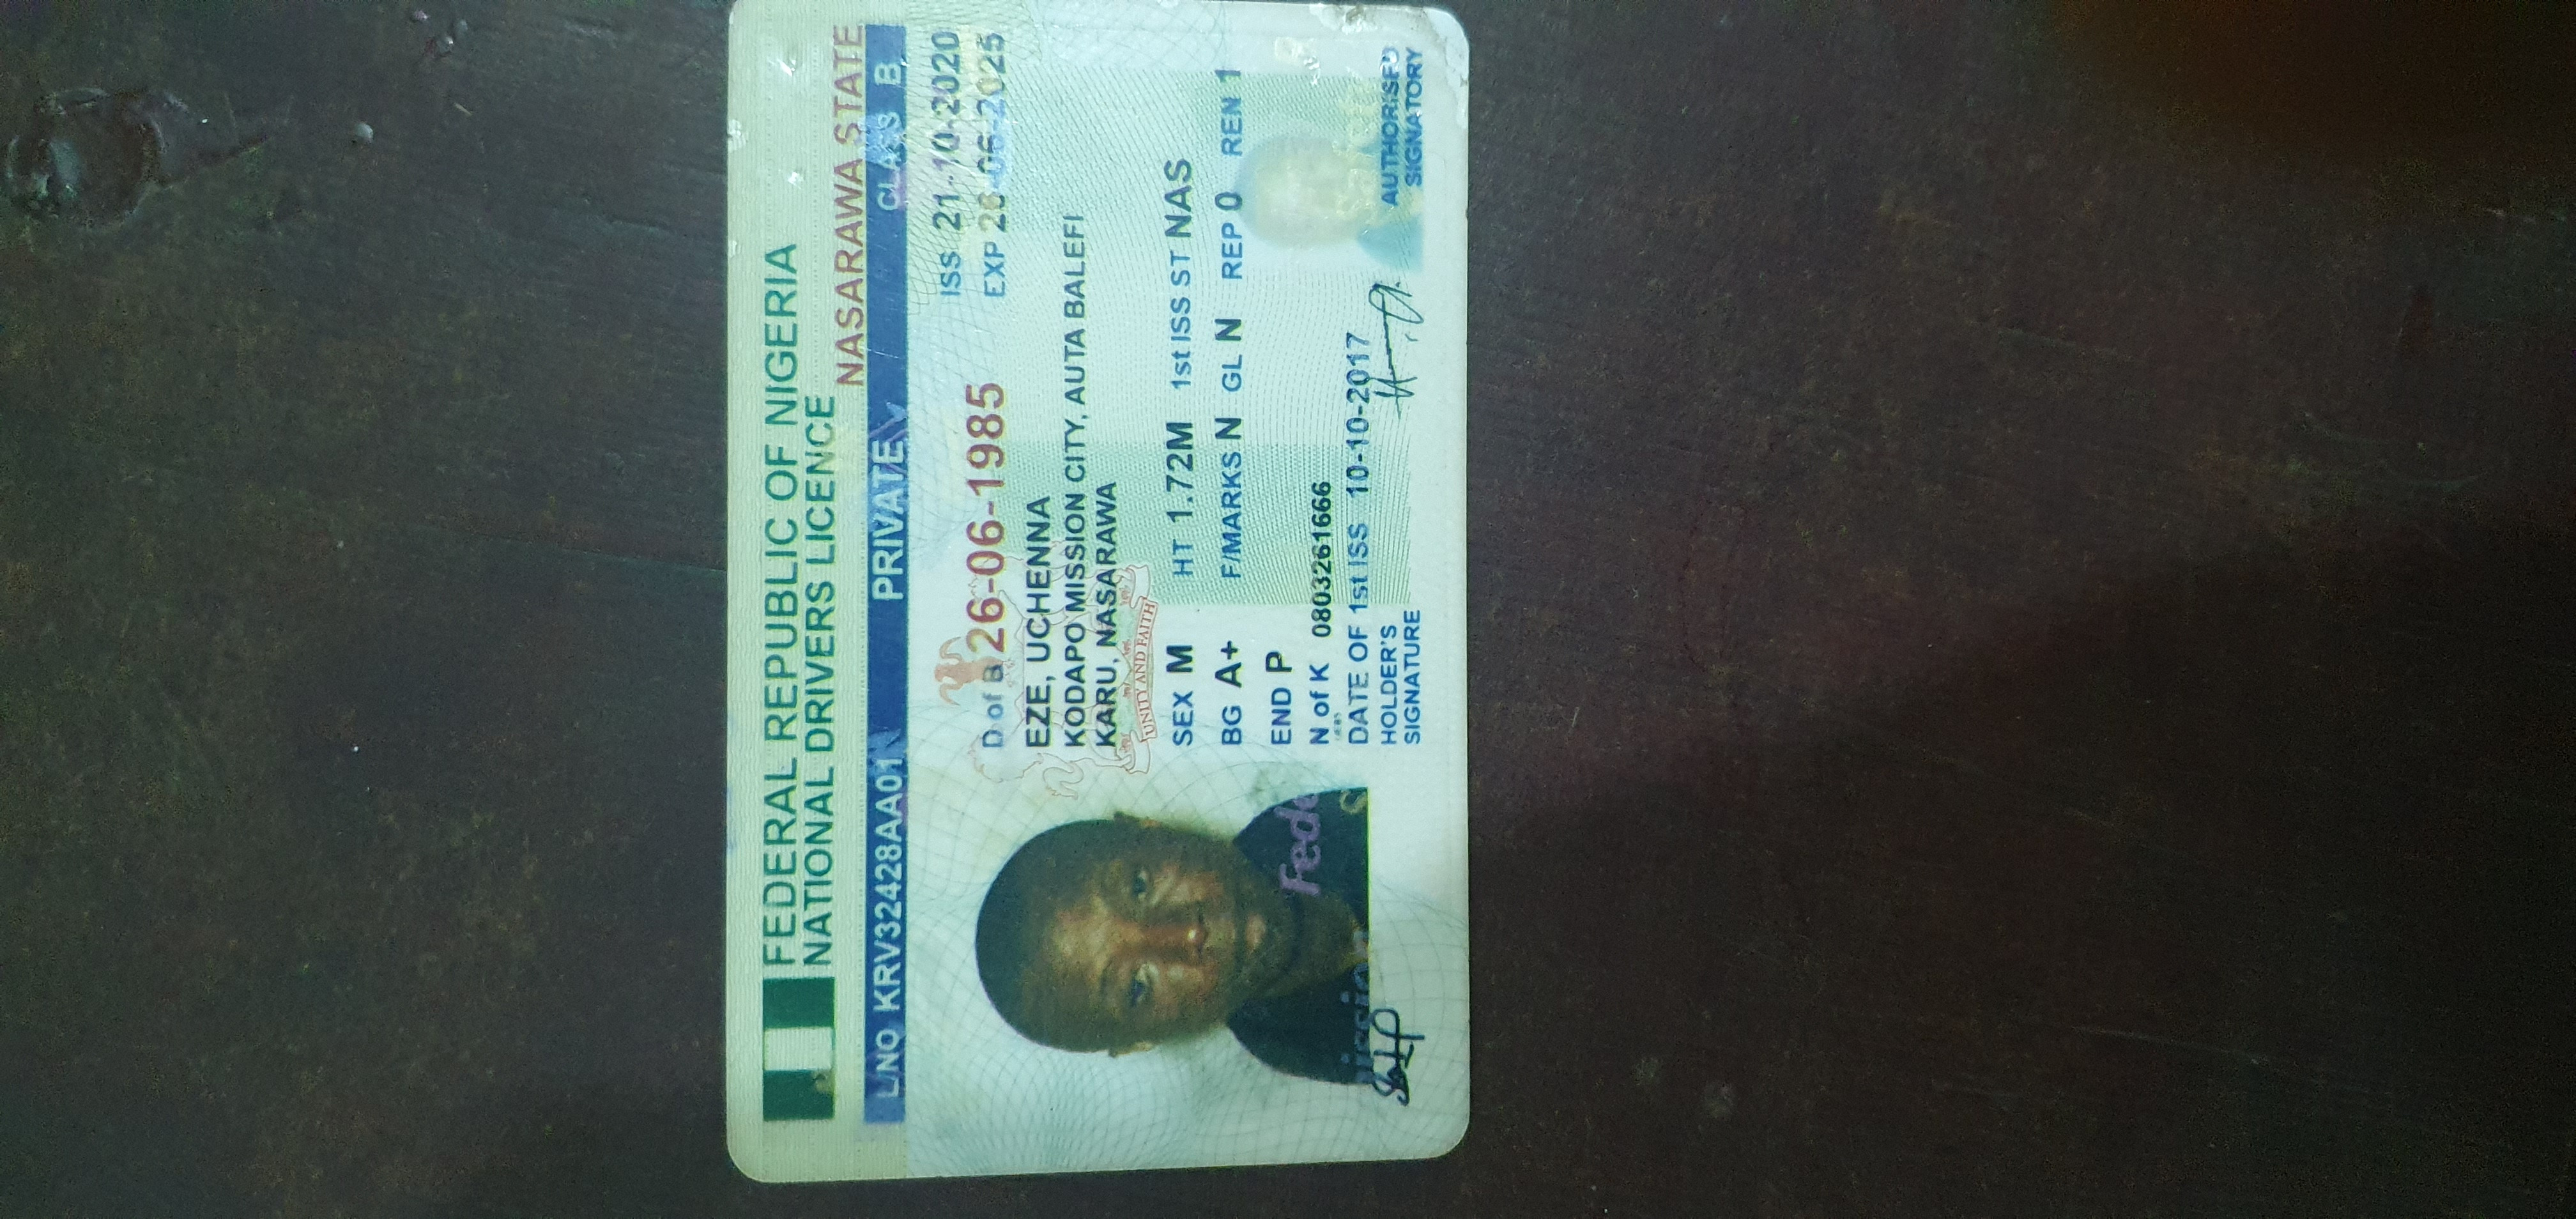 FEDERAL REPUBLIC OF NIGERIA
NATIONAL DRIVERS LICENCE
NASARAWA STATE
L/NO KRV32428AA01 PRIVATE CLASS B
D of B 26-06-1985 ISS 21-10-2020
EXP 26-06-2025
EZE, UCHENNA
KODAPO MISSION CITY, AUTA BALEFI
KARU, NASARAWA
UNITY AND FAITH
SEX M HT 1.72M 1st ISS ST NAS
BG A+ F/MARKS N GL N REP 0 REN 1
END P
N of K 08032661666
DATE OF 1st ISS 10-10-2017
HOLDER'S
SIGNATURE
AUTHORISED
SIGNATORY